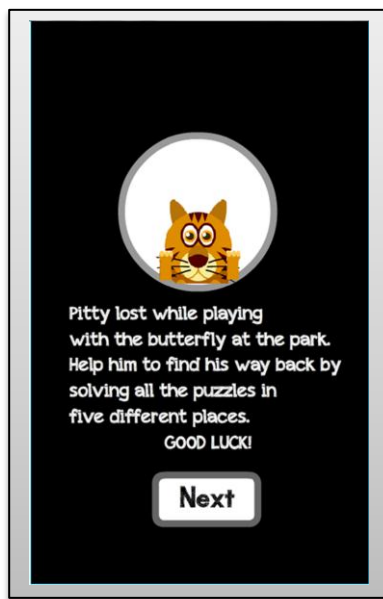 Pitty lost while playing
with the butterfly at the park.
Help him to find his way back by
solving all the puzzles in
five different places.
GOOD LUCK!
Next